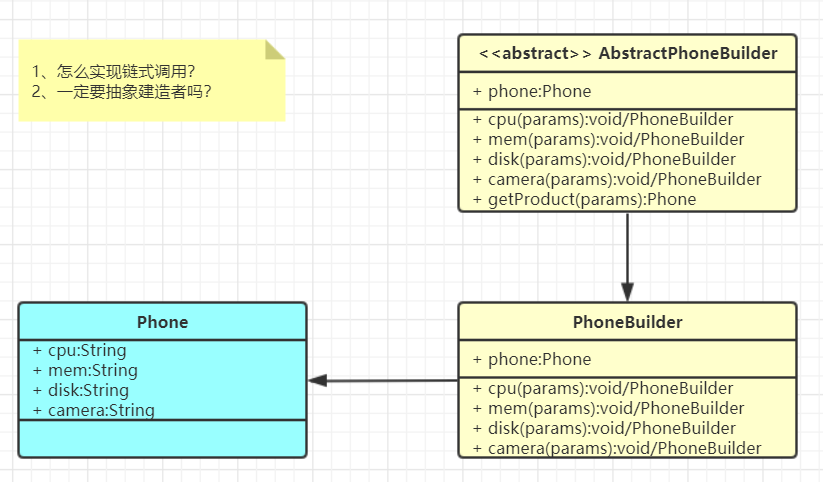 1、怎么实现链式调用?
2、一定要抽象建造者吗?
<<abstract>> AbstractPhoneBuilder
+ phone:Phone
+ cpu(params):void/PhoneBuilder
+ mem(params):void/PhoneBuilder
+ disk(params):void/PhoneBuilder
+ camera(params):void/PhoneBuilder
+ getProduct(params):Phone
Phone
+ cpu:String
+ mem:String
+ disk:String
+ camera:String
PhoneBuilder
+ phone:Phone
+ cpu(params):void/PhoneBuilder
+ mem(params):void/PhoneBuilder
+ disk(params):void/PhoneBuilder
+ camera(params):void/PhoneBuilder